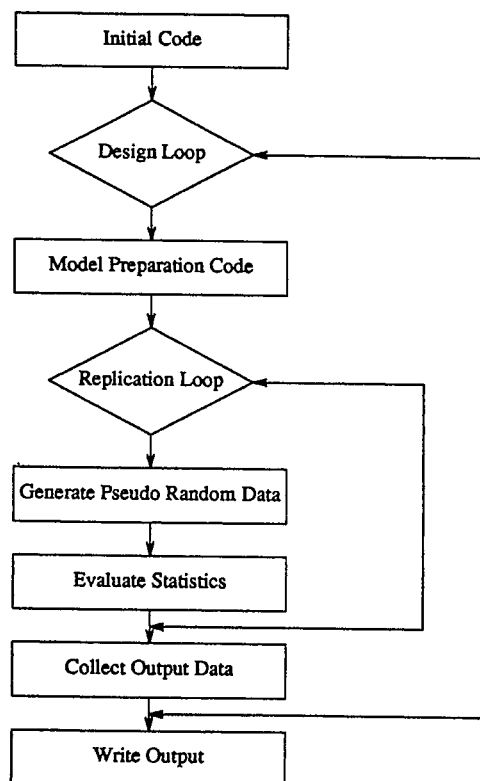 Initial Code
Design Loop
Model Preparation Code
Replication Loop
Generate Pseudo Random Data
Evaluate Statistics
Collect Output Data
Write Output